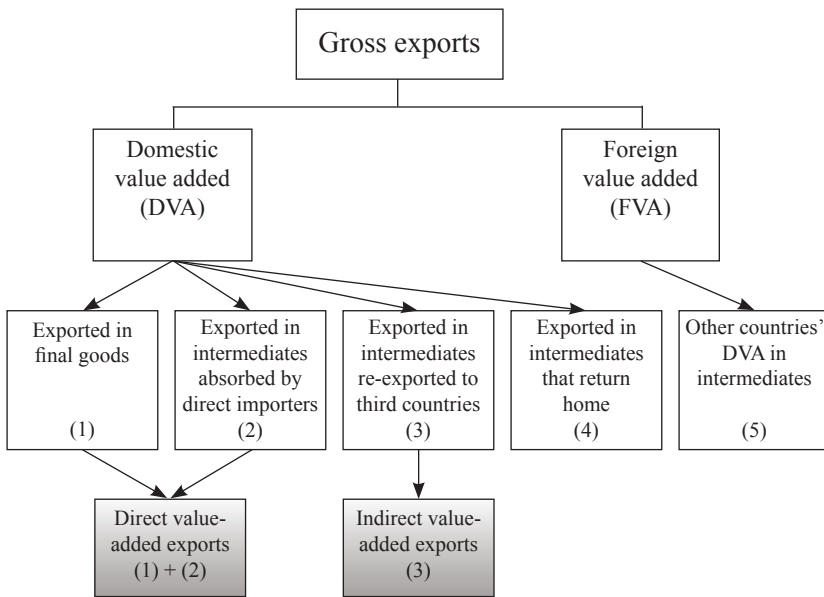 Gross exports
Domestic
value added
(DVA)
Foreign
value added
(FVA)
Exported in
final goods
(1)
Exported in
intermediates
absorbed by
direct importers
(2)
Exported in
intermediates
re-exported to
third countries
(3)
Exported in
intermediates
that return
home
(4)
Other countries’
DVA in
intermediates
(5)
Direct value-
added exports
(1) + (2)
Indirect value-
added exports
(3)